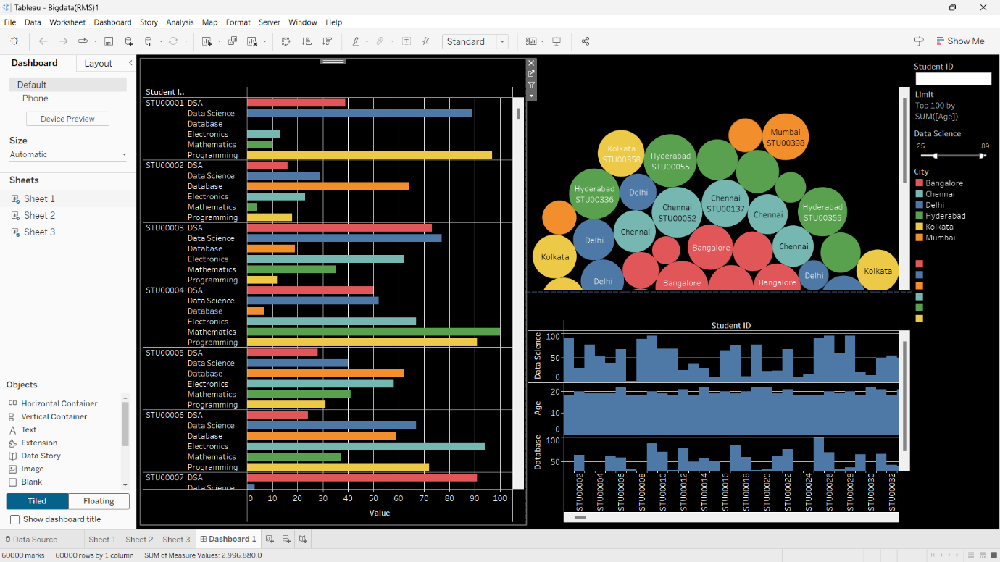 Tableau - Bigdata(RMS)1
File Data Worksheet Dashboard Story Analysis Map Format Server Window Help
Standard
Show Me
Dashboard Layout
Default
Phone
Device Preview
Size
Automatic
Sheets
Sheet 1
Sheet 2
Sheet 3
Objects
Horizontal Container
Vertical Container
Text
Extension
Data Story
Image
Blank
Tiled Floating
Show dashboard title
Student I..
STU00001 DSA
Data Science
Database
Electronics
Mathematics
Programming
STU00002 DSA
Data Science
Database
Electronics
Mathematics
Programming
STU00003 DSA
Data Science
Database
Electronics
Mathematics
Programming
STU00004 DSA
Data Science
Database
Electronics
Mathematics
Programming
STU00005 DSA
Data Science
Database
Electronics
Mathematics
Programming
STU00006 DSA
Data Science
Database
Electronics
Mathematics
Programming
STU00007 DSA
Data Science
0 10 20 30 40 50 60 70 80 90 100
Value
Mumbai
STU00398
Kolkata
STU00358
Hyderabad
STU00055
Hyderabad
STU00336
Delhi
Chennai
STU00137
Chennai
STU00052
Chennai
Hyderabad
STU00355
Chennai
Delhi
Bangalore
Chennai
Kolkata
Kolkata
Delhi
Bangalore
Bangalore
Delhi
Student ID
Data Science
100
50
0
Age
20
10
0
Database
100
50
STU00002 STU00004 STU00006 STU00008 STU00010 STU00012 STU00014 STU00016 STU00018 STU00020 STU00022 STU00024 STU00026 STU00028 STU00030 STU00032
Student ID
Limit
Top 100 by
SUM([Age])
Data Science
25 89
City
Bangalore
Chennai
Delhi
Hyderabad
Kolkata
Mumbai
Data Source Sheet 1 Sheet 2 Sheet 3 Dashboard 1
60000 marks 60000 rows by 1 column SUM of Measure Values: 2,996,880.0